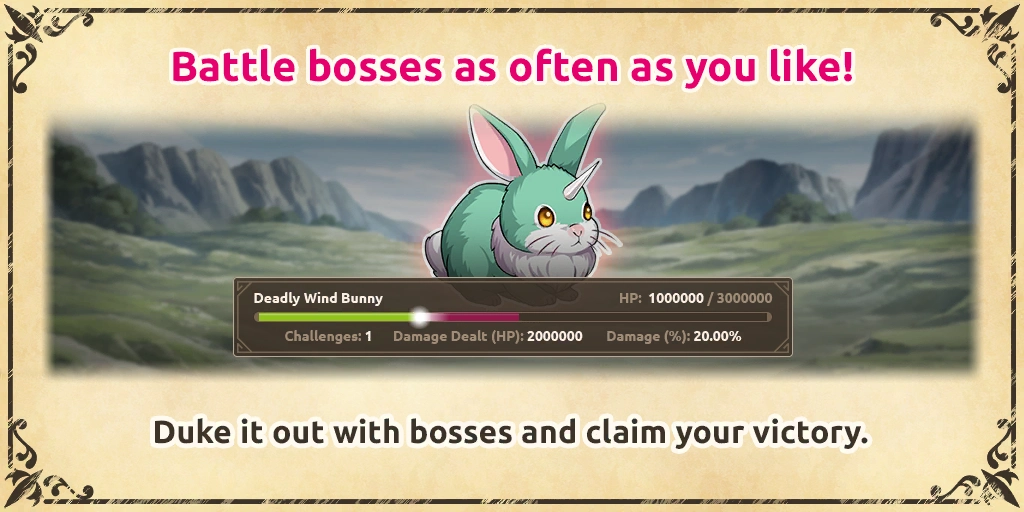 Battle bosses as often as you like!
Deadly Wind Bunny HP: 1000000 / 3000000
Challenges: 1 Damage Dealt (HP): 2000000 Damage (%): 20.00%
Duke it out with bosses and claim your victory.